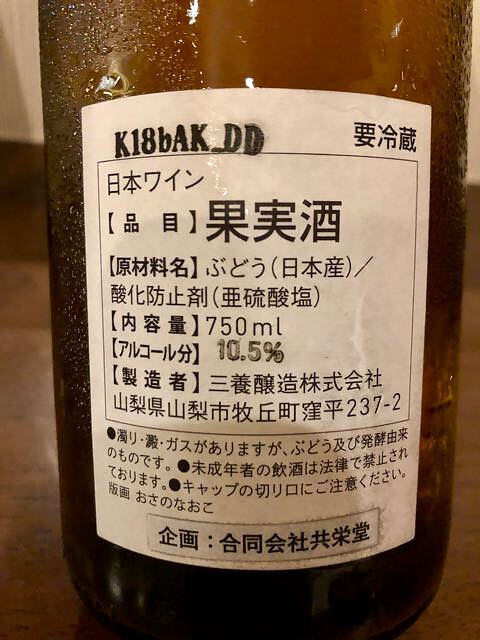 K18bAK_DD
要冷蔵
日本ワイン
【品 目】果実酒
【原材料名】ぶどう(日本産)/
酸化防止剤(亜硫酸塩)
【内容量】750ml
【アルコール分】 10.5%
【製造者】三養醸造株式会社
山梨県山梨市牧丘町窪平237-2
●濁り・澱・ガスがありますが、ぶどう及び発酵由来
のものです。●未成年者の飲酒は法律で禁止され
ております。●キャップの切り口にご注意ください。
版画 おさのなおこ
企画:合同会社共栄堂